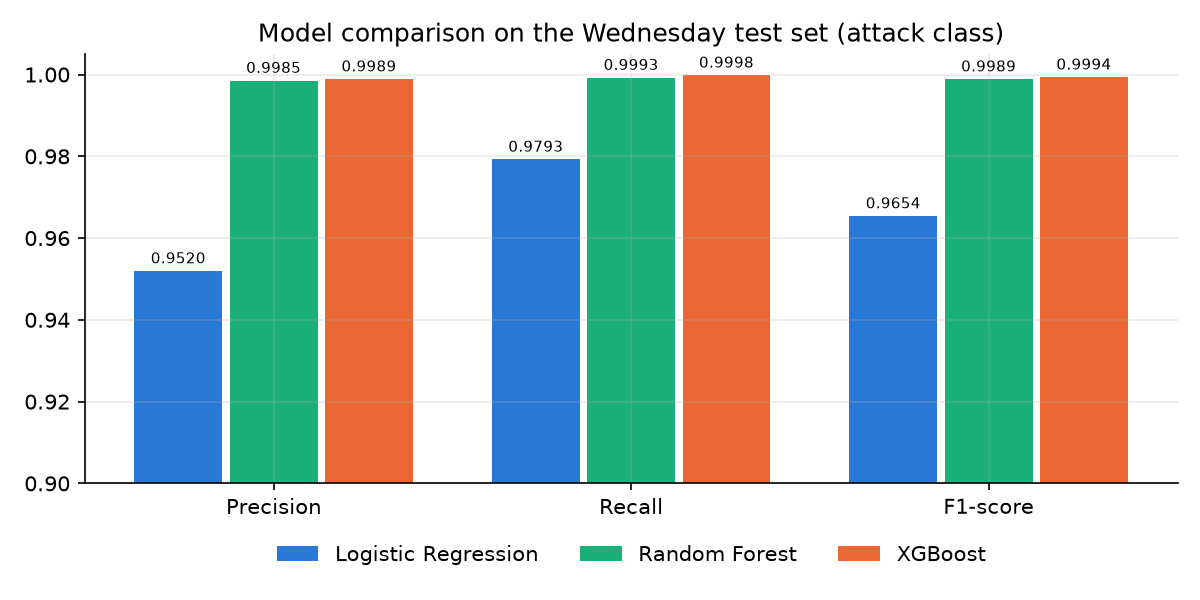 Model comparison on the Wednesday test set (attack class)
1.00
0.98
0.96
0.94
0.92
0.90
0.9520
0.9985
0.9989
0.9793
0.9993
0.9998
0.9654
0.9989
0.9994
Precision
Recall
F1-score
Logistic Regression
Random Forest
XGBoost